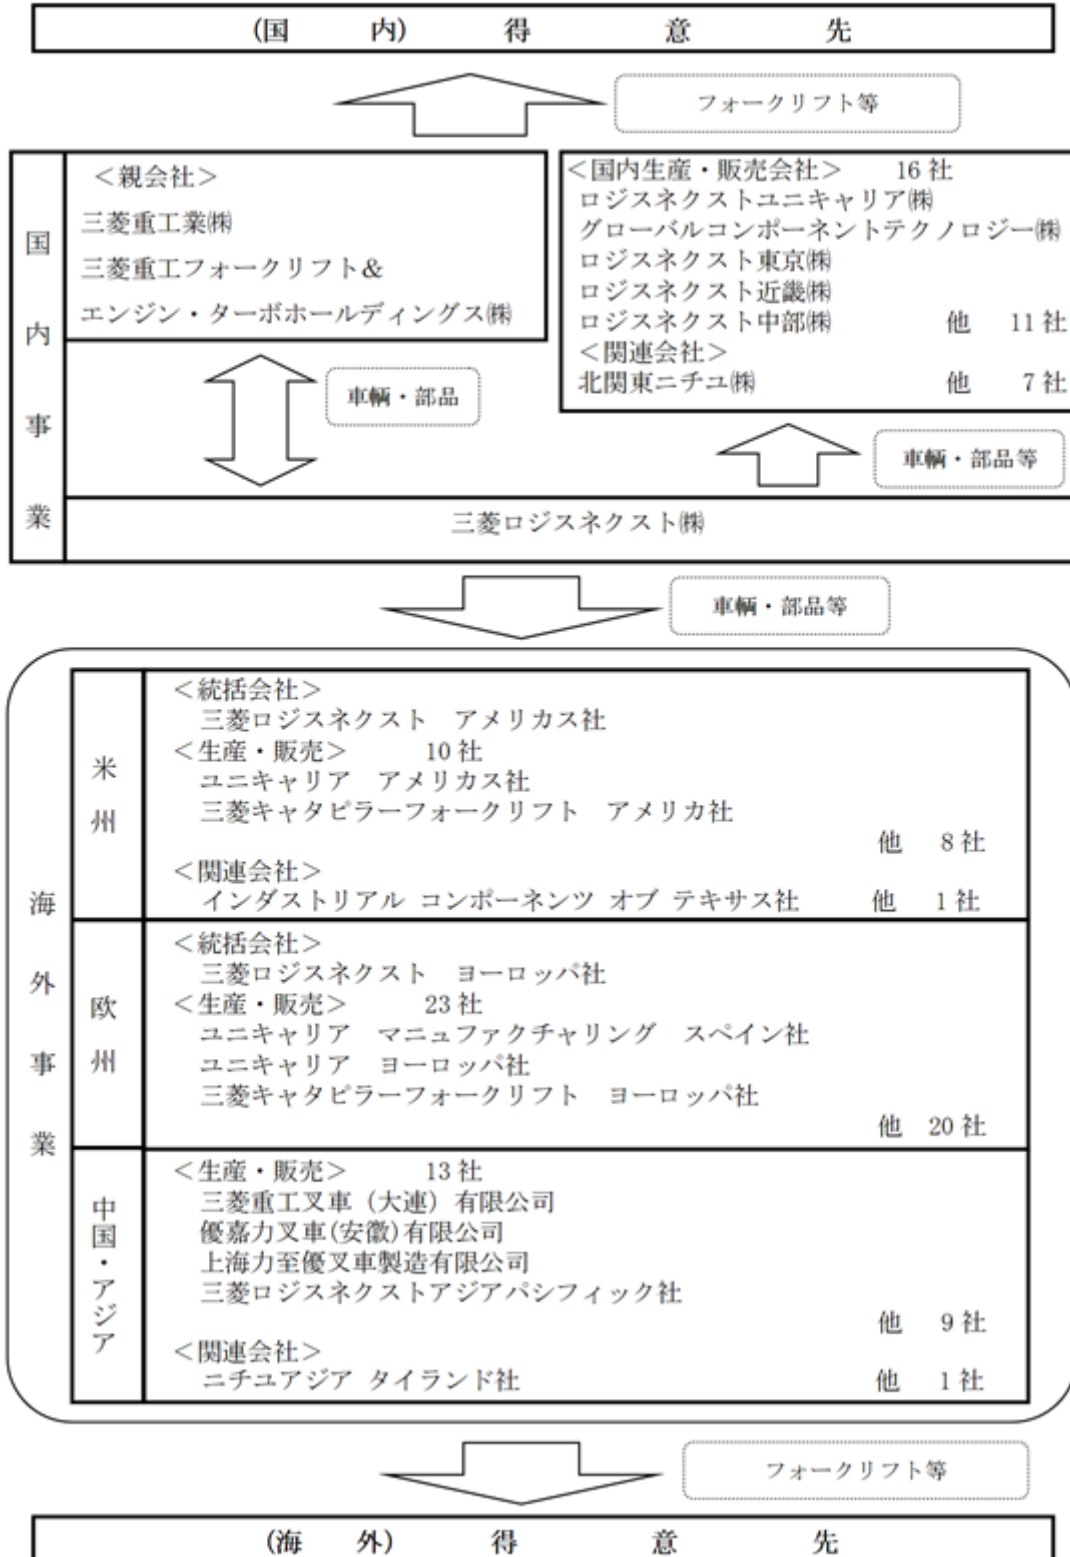 (国　内)　得　意　先
フォークリフト等
国内事業
＜親会社＞
三菱重工業㈱
三菱重工フォークリフト＆
エンジン・ターボホールディングス㈱
＜国内生産・販売会社＞　16 社
ロジスネクストユニキャリア㈱
グローバルコンポーネントテクノロジー㈱
ロジスネクスト東京㈱
ロジスネクスト近畿㈱
ロジスネクスト中部㈱　他　11 社
＜関連会社＞
北関東ニチユ㈱　他　7 社
車輌・部品
車輌・部品等
三菱ロジスネクスト㈱
車輌・部品等
海外事業
米州
＜統括会社＞
三菱ロジスネクスト　アメリカス社
＜生産・販売＞　10 社
ユニキャリア　アメリカス社
三菱キャタピラーフォークリフト　アメリカ社
他　8 社
＜関連会社＞
インダストリアル コンポーネンツ オブ テキサス社　他　1 社
欧州
＜統括会社＞
三菱ロジスネクスト　ヨーロッパ社
＜生産・販売＞　23 社
ユニキャリア　マニュファクチャリング　スペイン社
ユニキャリア　ヨーロッパ社
三菱キャタピラーフォークリフト　ヨーロッパ社
他　20 社
中国・アジア
＜生産・販売＞　13 社
三菱重工叉車（大連）有限公司
優嘉力叉車(安徽)有限公司
上海力至優叉車製造有限公司
三菱ロジスネクストアジアパシフィック社
他　9 社
＜関連会社＞
ニチユアジア タイランド社　他　1 社
フォークリフト等
(海　外)　得　意　先